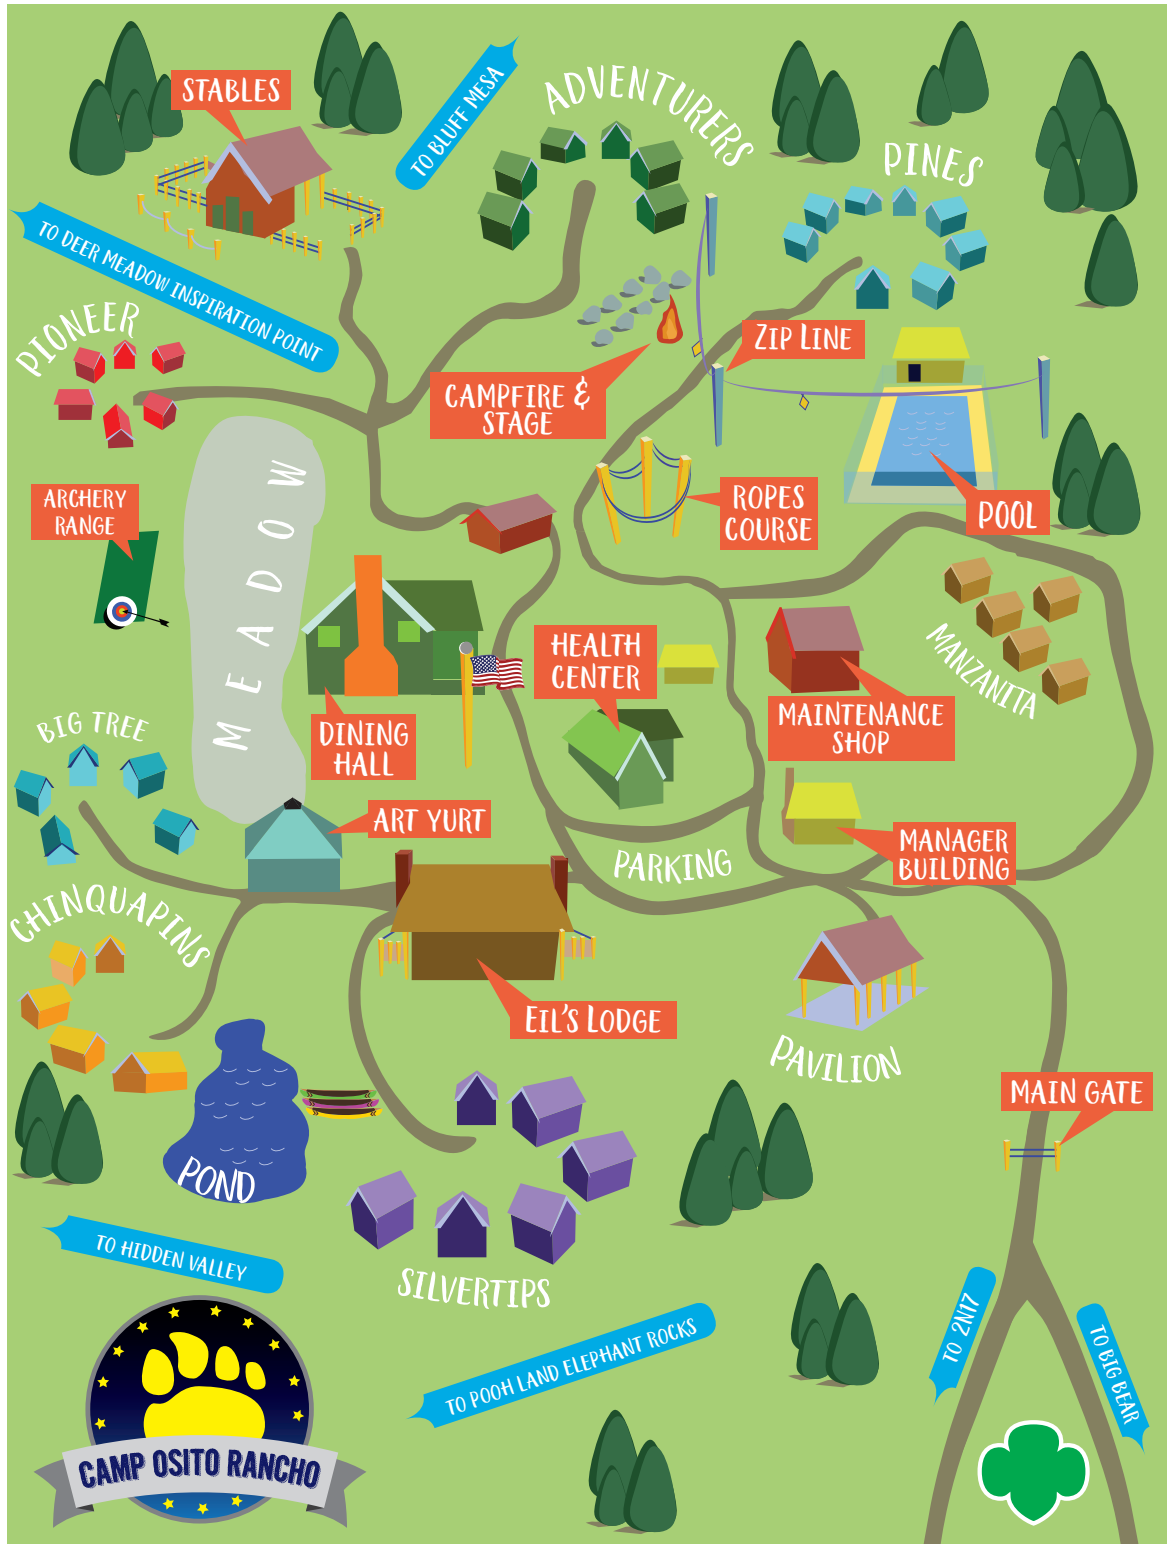 STABLES
TO BLUFF MESA
ADVENTURERS
PINES
TO DEER MEADOW INSPIRATION POINT
PIONEER
ZIP LINE
CAMPFIRE &
STAGE
ARCHERY
RANGE
MEADOW
ROPES
COURSE
POOL
HEALTH
CENTER
MANZANITA
MAINTENANCE
SHOP
BIG TREE
DINING
HALL
ART YURT
PARKING
MANAGER
BUILDING
CHINQUAPINS
EIL'S LODGE
PAVILION
MAIN GATE
POND
TO HIDDEN VALLEY
SILVERTIPS
TO POOH LAND ELEPHANT ROCKS
TO 2N17
TO BIG BEAR
CAMP OSITO RANCHO